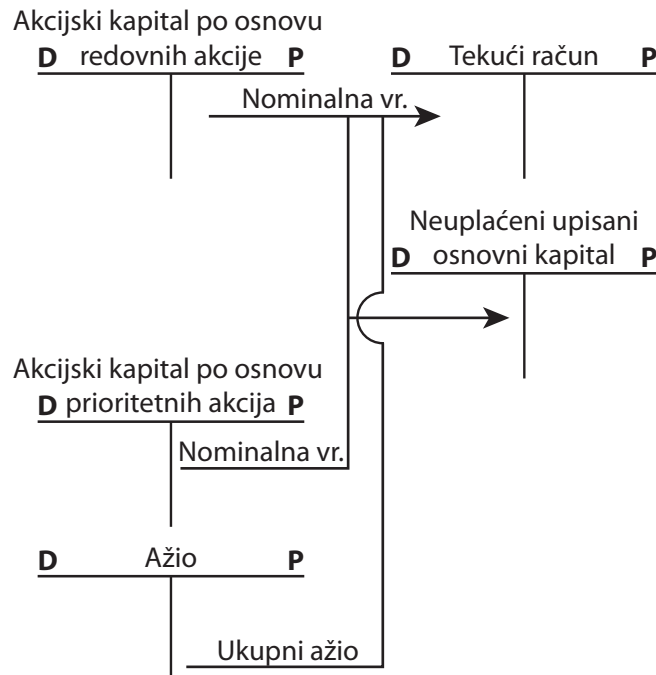 Akcijski kapital po osnovu
D redovnih akcije P
D Tekući račun P
Nominalna vr.
Neuplaćeni upisani
D osnovni kapital P
Akcijski kapital po osnovu
D prioritetnih akcija P
Nominalna vr.
D Ažio P
Ukupni ažio